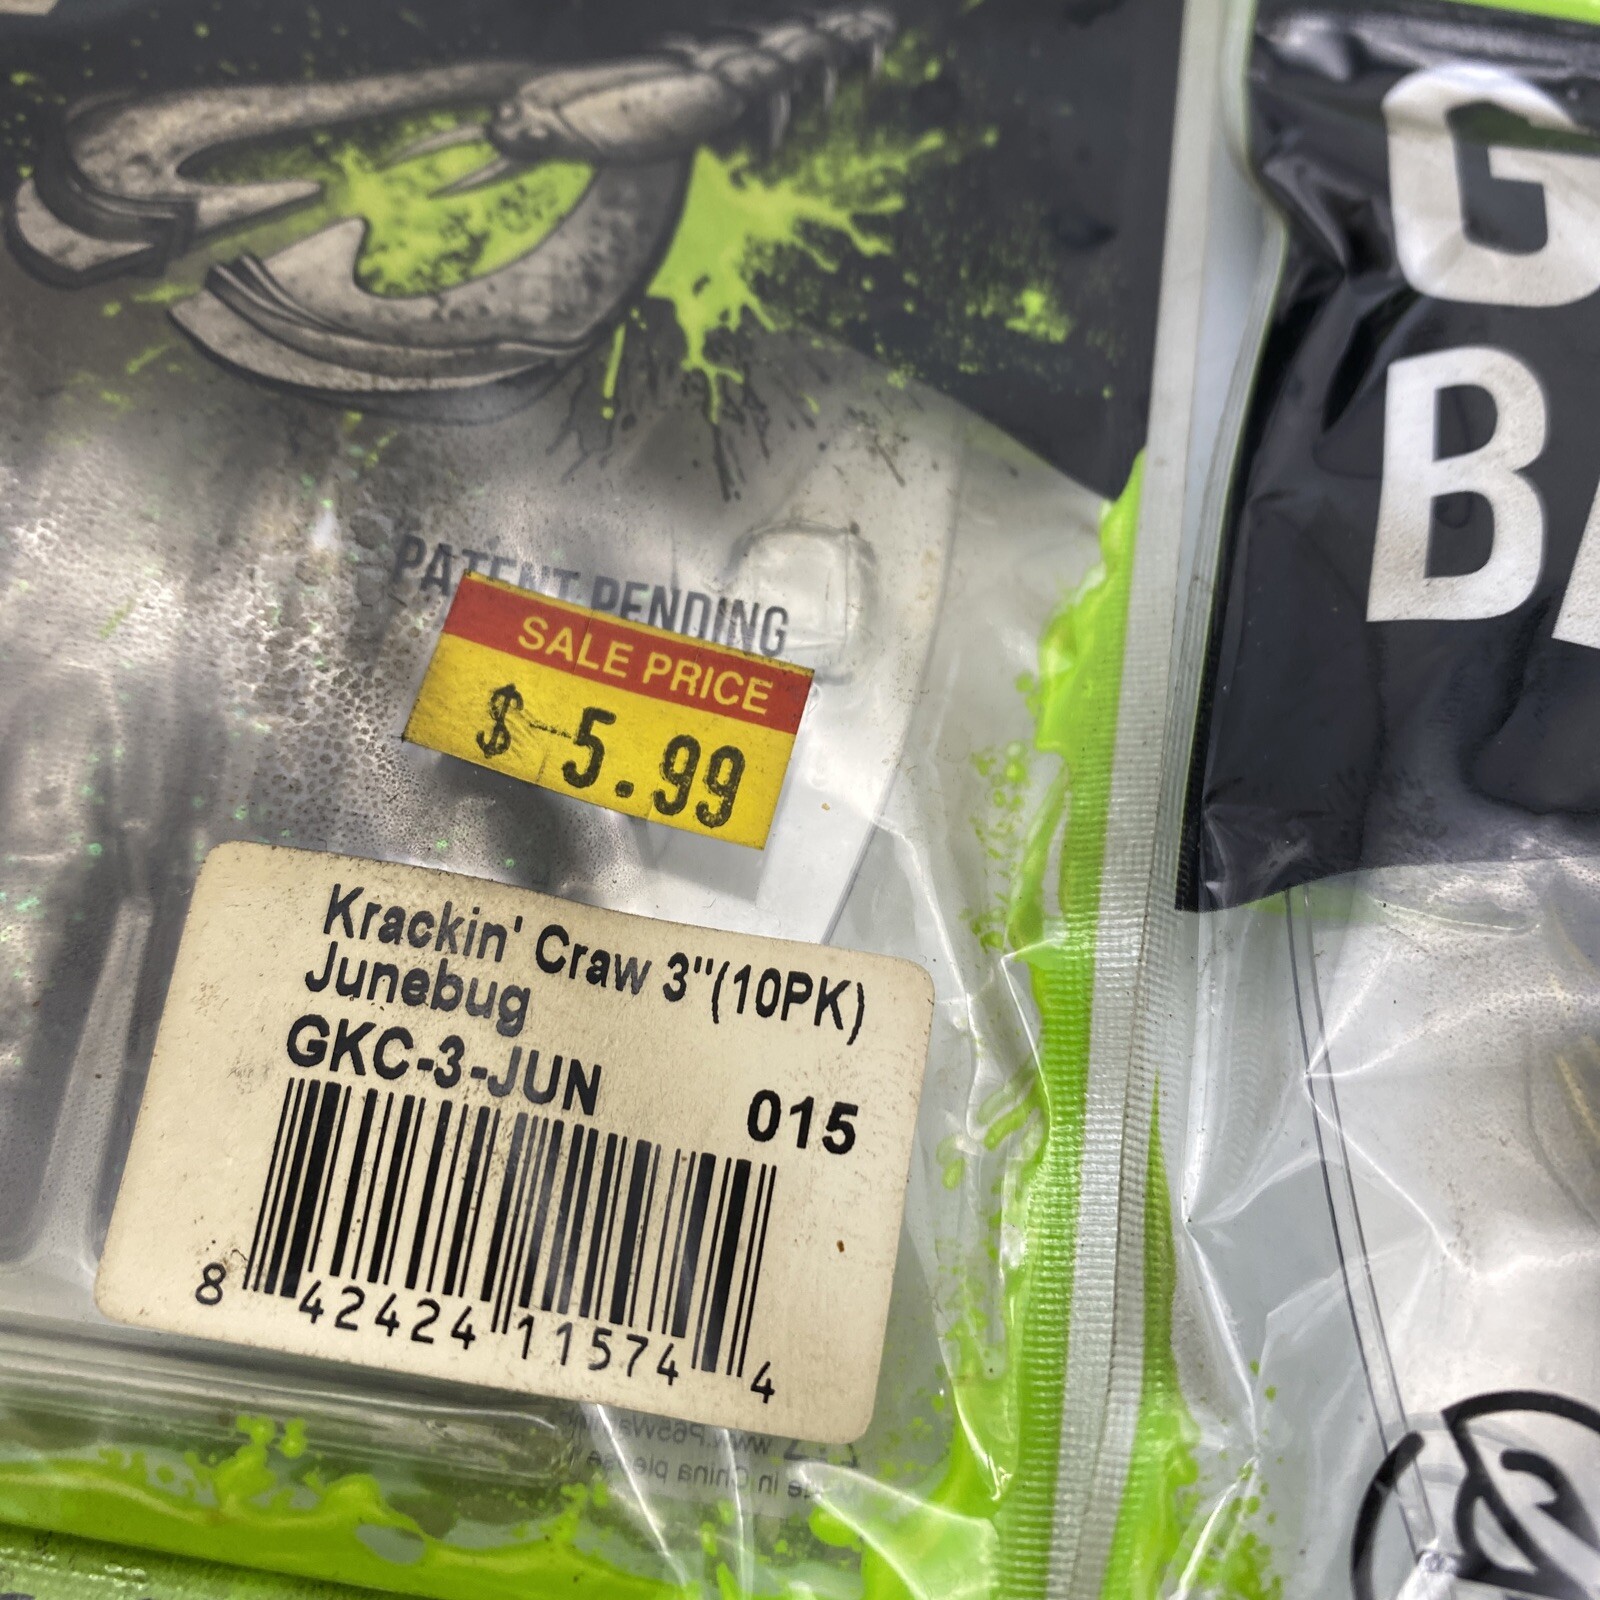 PATENT PENDING
SALE PRICE
$ 5.99
Krackin' Craw 3"(10PK)
Junebug
GKC-3-JUN
015
8 42424 11574 4
G
B